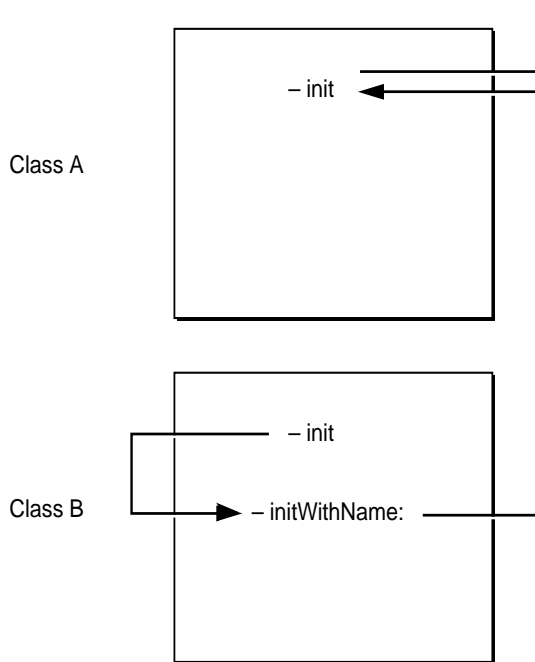 – init
Class A
– init
Class B
– initWithName: